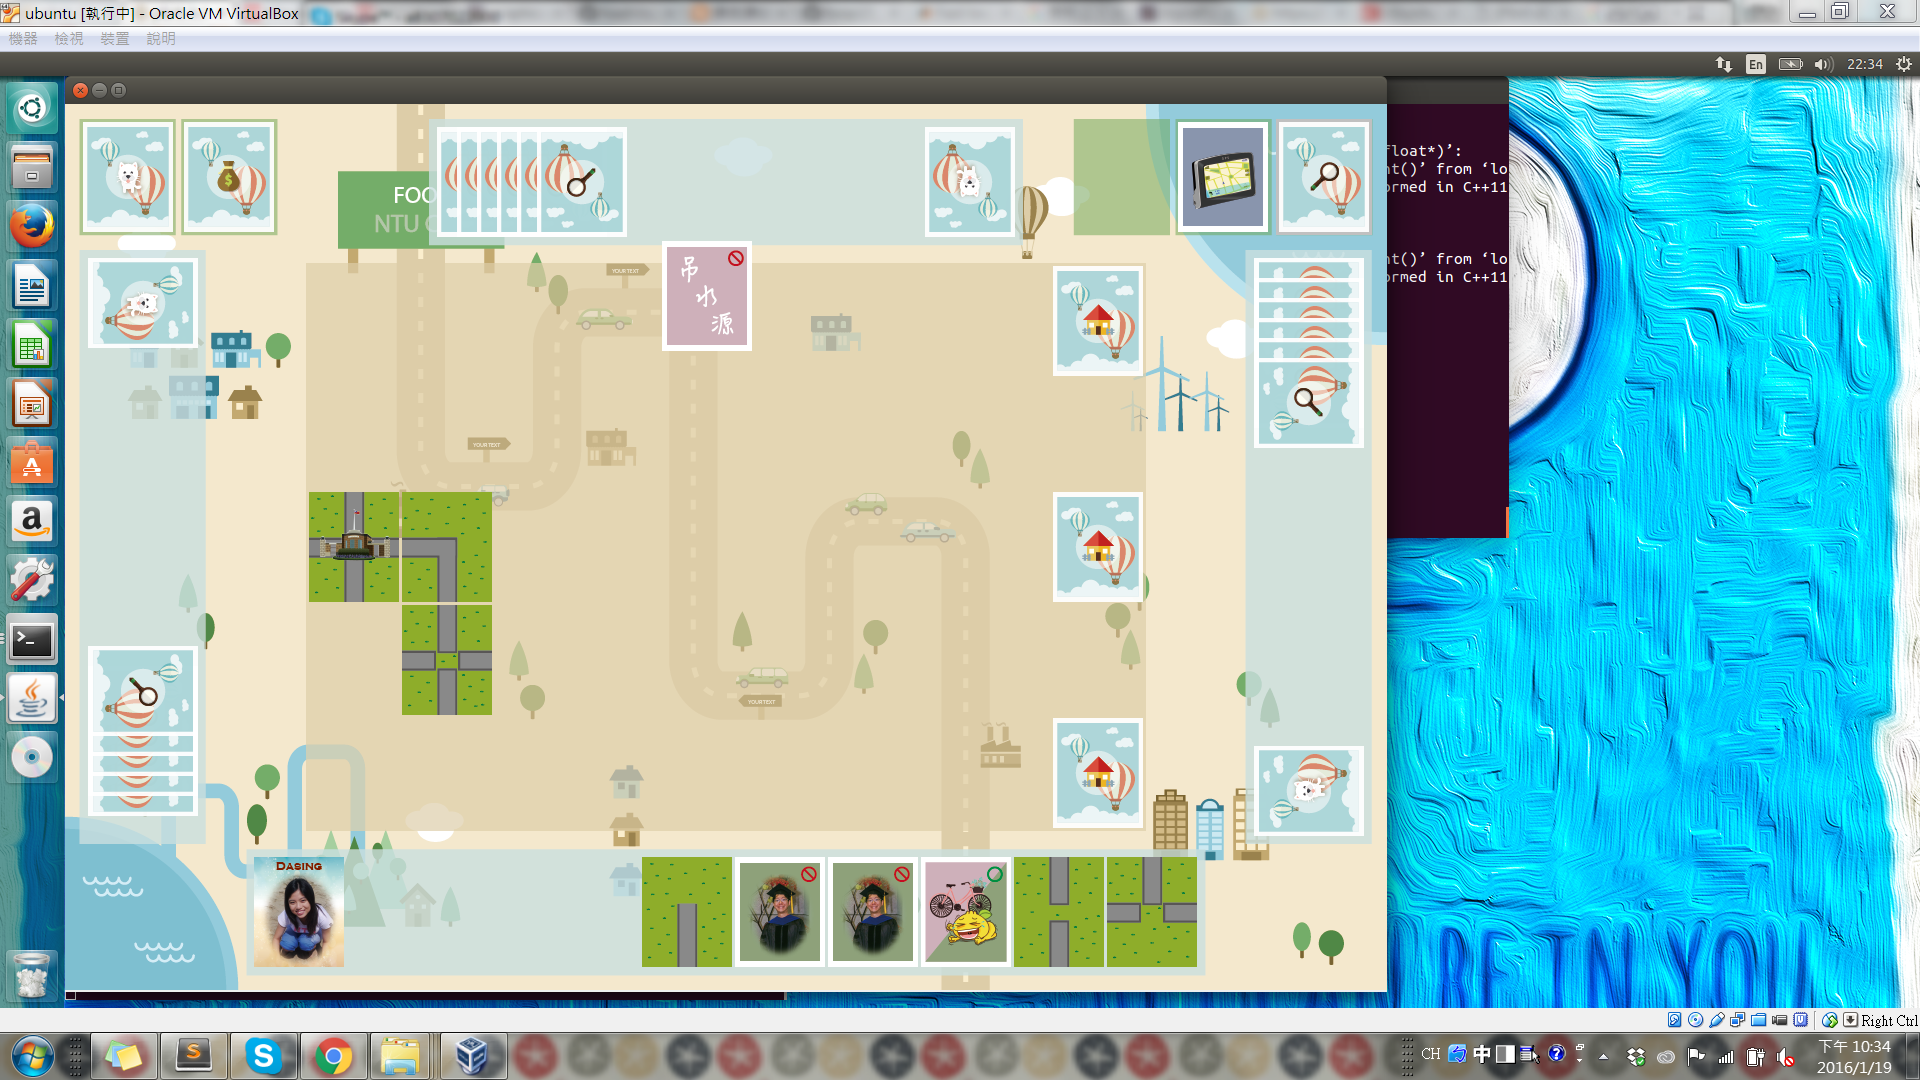 ubuntu [執行中] - Oracle VM VirtualBox
機器 檢視 裝置 說明
En 22:34
float*)’:
nt()’ from ‘lo
ormed in C++11
nt()’ from ‘lo
ormed in C++11
FOO
NTU
吊
水
源
YOUR TEXT
YOUR TEXT
YOUR TEXT
DASING
Right Ctrl
CH 中
下午 10:34
2016/1/19